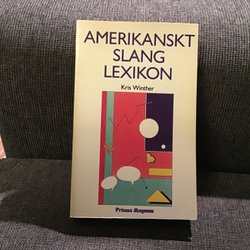 AMERIKANSKT
SLANG
LEXIKON
Kris Winther
Prisma Magnum